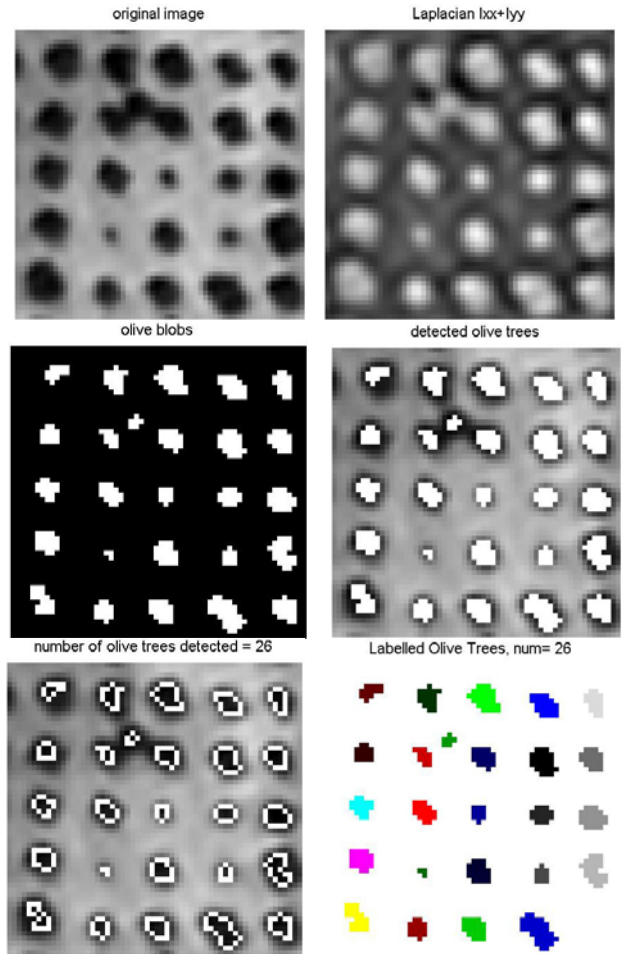 original image
Laplacian Ixx+Iyy
olive blobs
detected olive trees
number of olive trees detected = 26
Labelled Olive Trees, num= 26